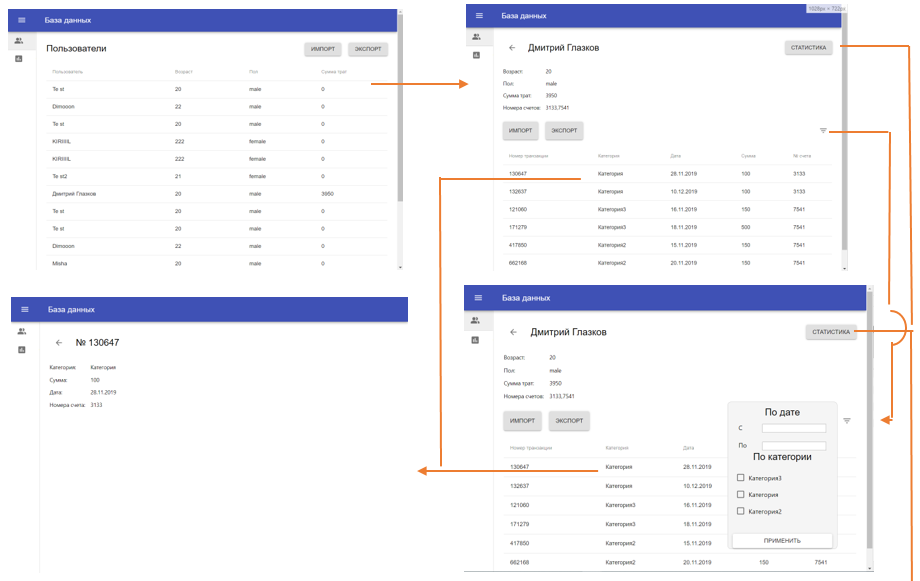 База данных
Пользователи
ИМПОРТ ЭКСПОРТ
Пользователь Возраст Пол Сумма трат
Te st 20 male 0
Dimooon 22 male 0
Te st 20 male 0
KIRIIIIL 222 female 0
KIRIIIIL 222 female 0
Te st2 21 female 0
Дмитрий Глазков 20 male 3950
Te st 20 male 0
Te st 20 male 0
Dimooon 22 male 0
Misha 20 male 0
1028px × 722px
База данных
Дмитрий Глазков
СТАТИСТИКА
Возраст: 20
Пол: male
Сумма трат: 3950
Номера счетов: 3133,7541
ИМПОРТ ЭКСПОРТ
Номер транзакции Категория Дата Сумма № счета
130647 Категория 28.11.2019 100 3133
132637 Категория 10.12.2019 100 3133
121060 Категория3 16.11.2019 150 7541
171279 Категория3 18.11.2019 500 7541
417850 Категория2 15.11.2019 150 7541
662168 Категория2 20.11.2019 150 7541
База данных
№ 130647
Категория: Категория
Сумма: 100
Дата: 28.11.2019
Номера счета: 3133
База данных
Дмитрий Глазков
СТАТИСТИКА
Возраст: 20
Пол: male
Сумма трат: 3950
Номера счетов: 3133,7541
ИМПОРТ ЭКСПОРТ
Номер транзакции Категория Дата
130647 Категория 28.11.2019
132637 Категория 10.12.2019
121060 Категория3 16.11.2019
171279 Категория3 18.11.2019
417850 Категория2 15.11.2019
662168 Категория2 20.11.2019 150 7541
По дате
С
По
По категории
Категория3
Категория
Категория2
ПРИМЕНИТЬ